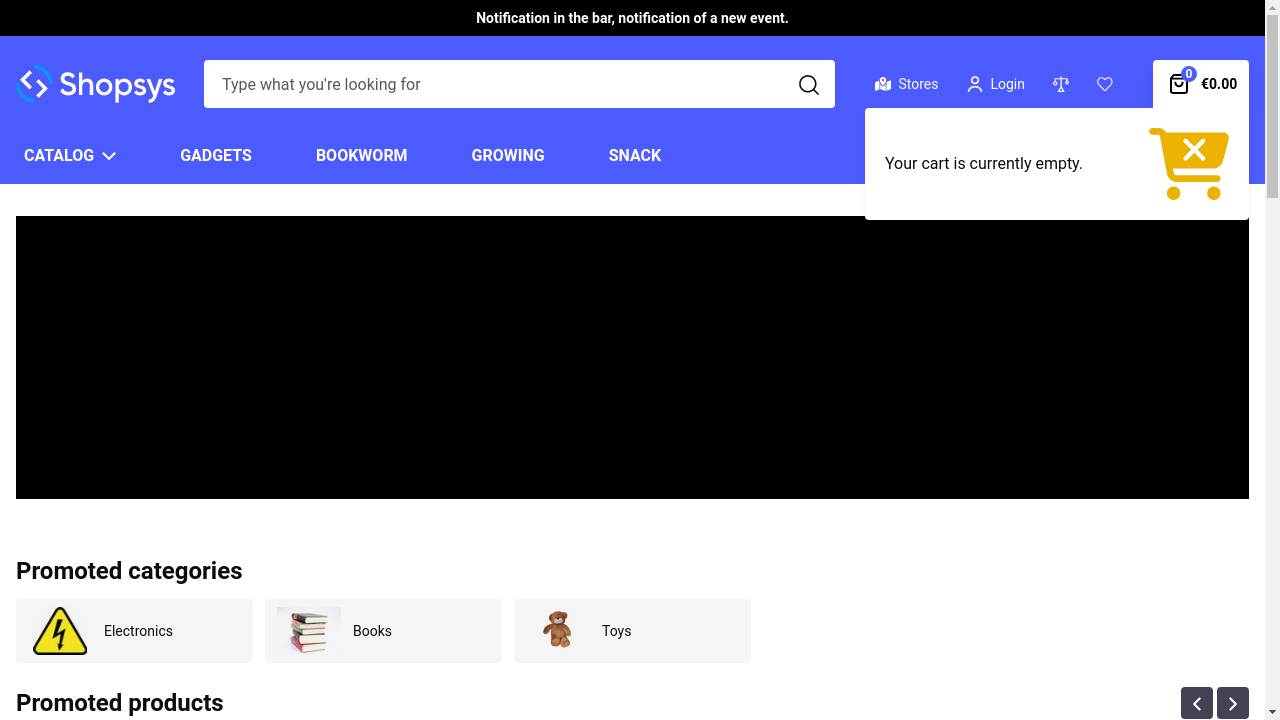 Notification in the bar, notification of a new event.
Shopsys
Type what you're looking for
Stores
Login
0
€0.00
CATALOG
GADGETS
BOOKWORM
GROWING
SNACK
Your cart is currently empty.
Promoted categories
Electronics
Books
Toys
Promoted products